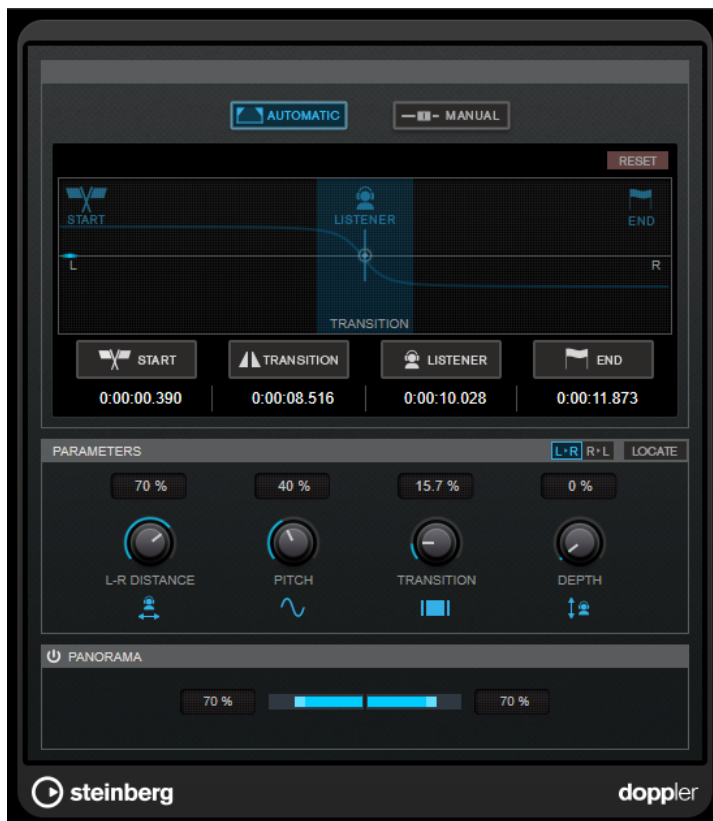 AUTOMATIC MANUAL
RESET
START LISTENER END
L R
TRANSITION
START TRANSITION LISTENER END
0:00:00.390 0:00:08.516 0:00:10.028 0:00:11.873
PARAMETERS L▸R R▸L LOCATE
70 % 40 % 15.7 % 0 %
L-R DISTANCE PITCH TRANSITION DEPTH
PANORAMA
70 % 70 %
steinberg doppler